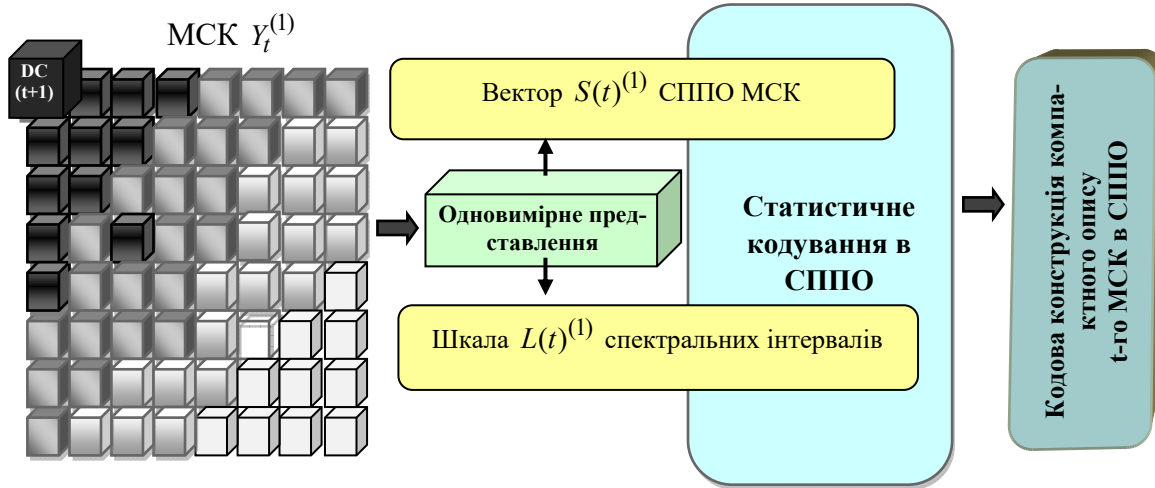 МСК Y_t^(1)
DC
(t+1)
Вектор S(t)^(1) СППО МСК
Одновимірне пред-
ставлення
Шкала L(t)^(1) спектральних інтервалів
Статистичне
кодування в
СППО
Кодова конструкція компа-
ктного опису
t-го МСК в СППО